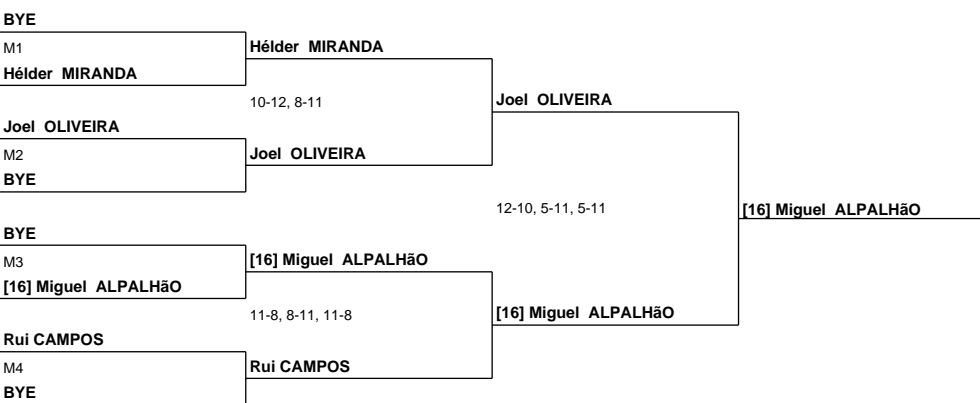 BYE
M1
Hélder MIRANDA
Hélder MIRANDA
10-12, 8-11
Joel OLIVEIRA
Joel OLIVEIRA
M2
Joel OLIVEIRA
BYE
12-10, 5-11, 5-11
[16] Miguel ALPALHãO
BYE
M3
[16] Miguel ALPALHãO
[16] Miguel ALPALHãO
11-8, 8-11, 11-8
[16] Miguel ALPALHãO
Rui CAMPOS
M4
Rui CAMPOS
BYE